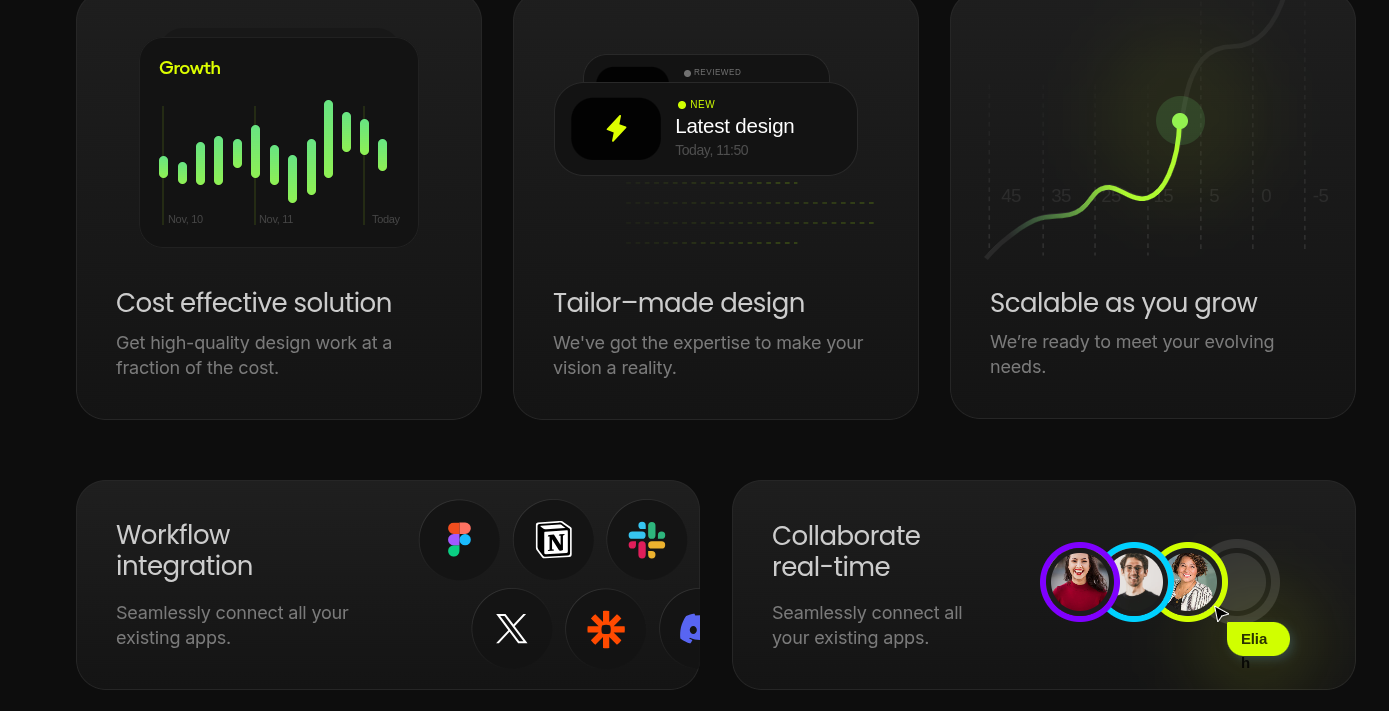 Growth
Nov, 10
Nov, 11
Today
Cost effective solution
Get high-quality design work at a
fraction of the cost.
REVIEWED
NEW
Latest design
Today, 11:50
Tailor–made design
We've got the expertise to make your
vision a reality.
45 35 25 15 5 0 -5
Scalable as you grow
We’re ready to meet your evolving
needs.
Workflow
integration
Seamlessly connect all your
existing apps.
N
Collaborate
real-time
Seamlessly connect all
your existing apps.
Elia
h